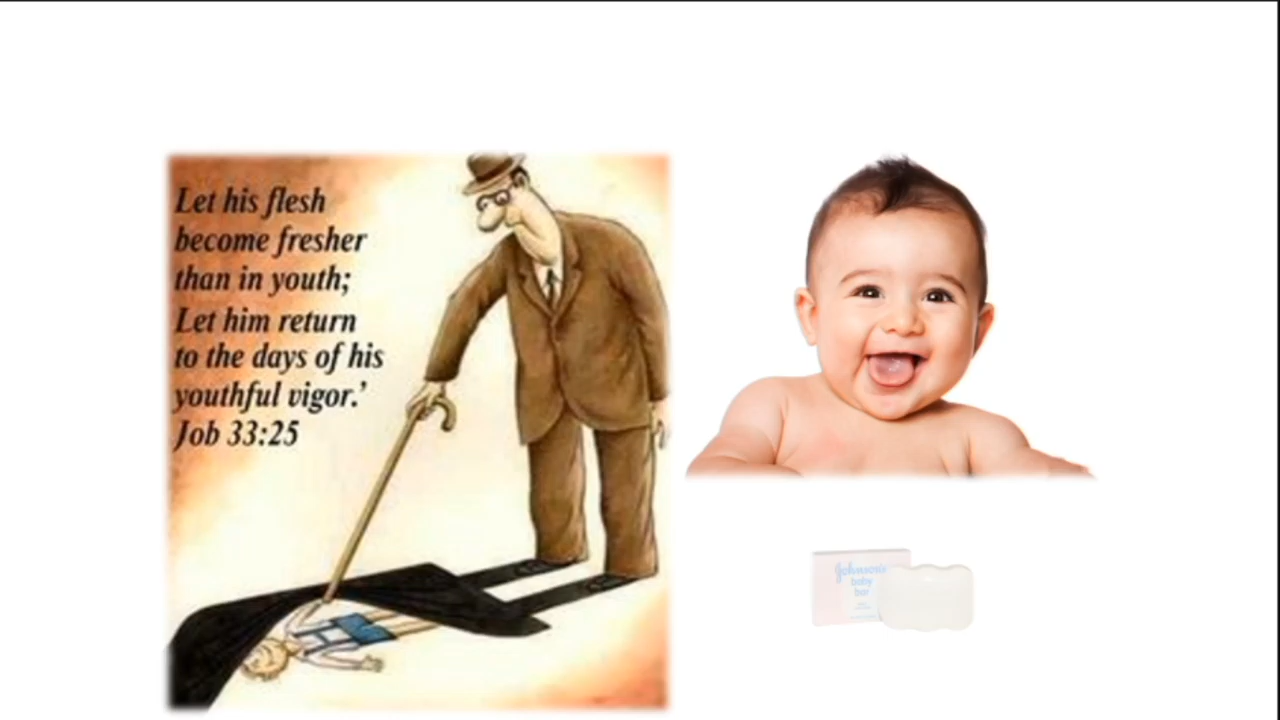 Let his flesh
become fresher
than in youth;
Let him return
to the days of his
youthful vigor.’
Job 33:25
Johnson's
baby
bar